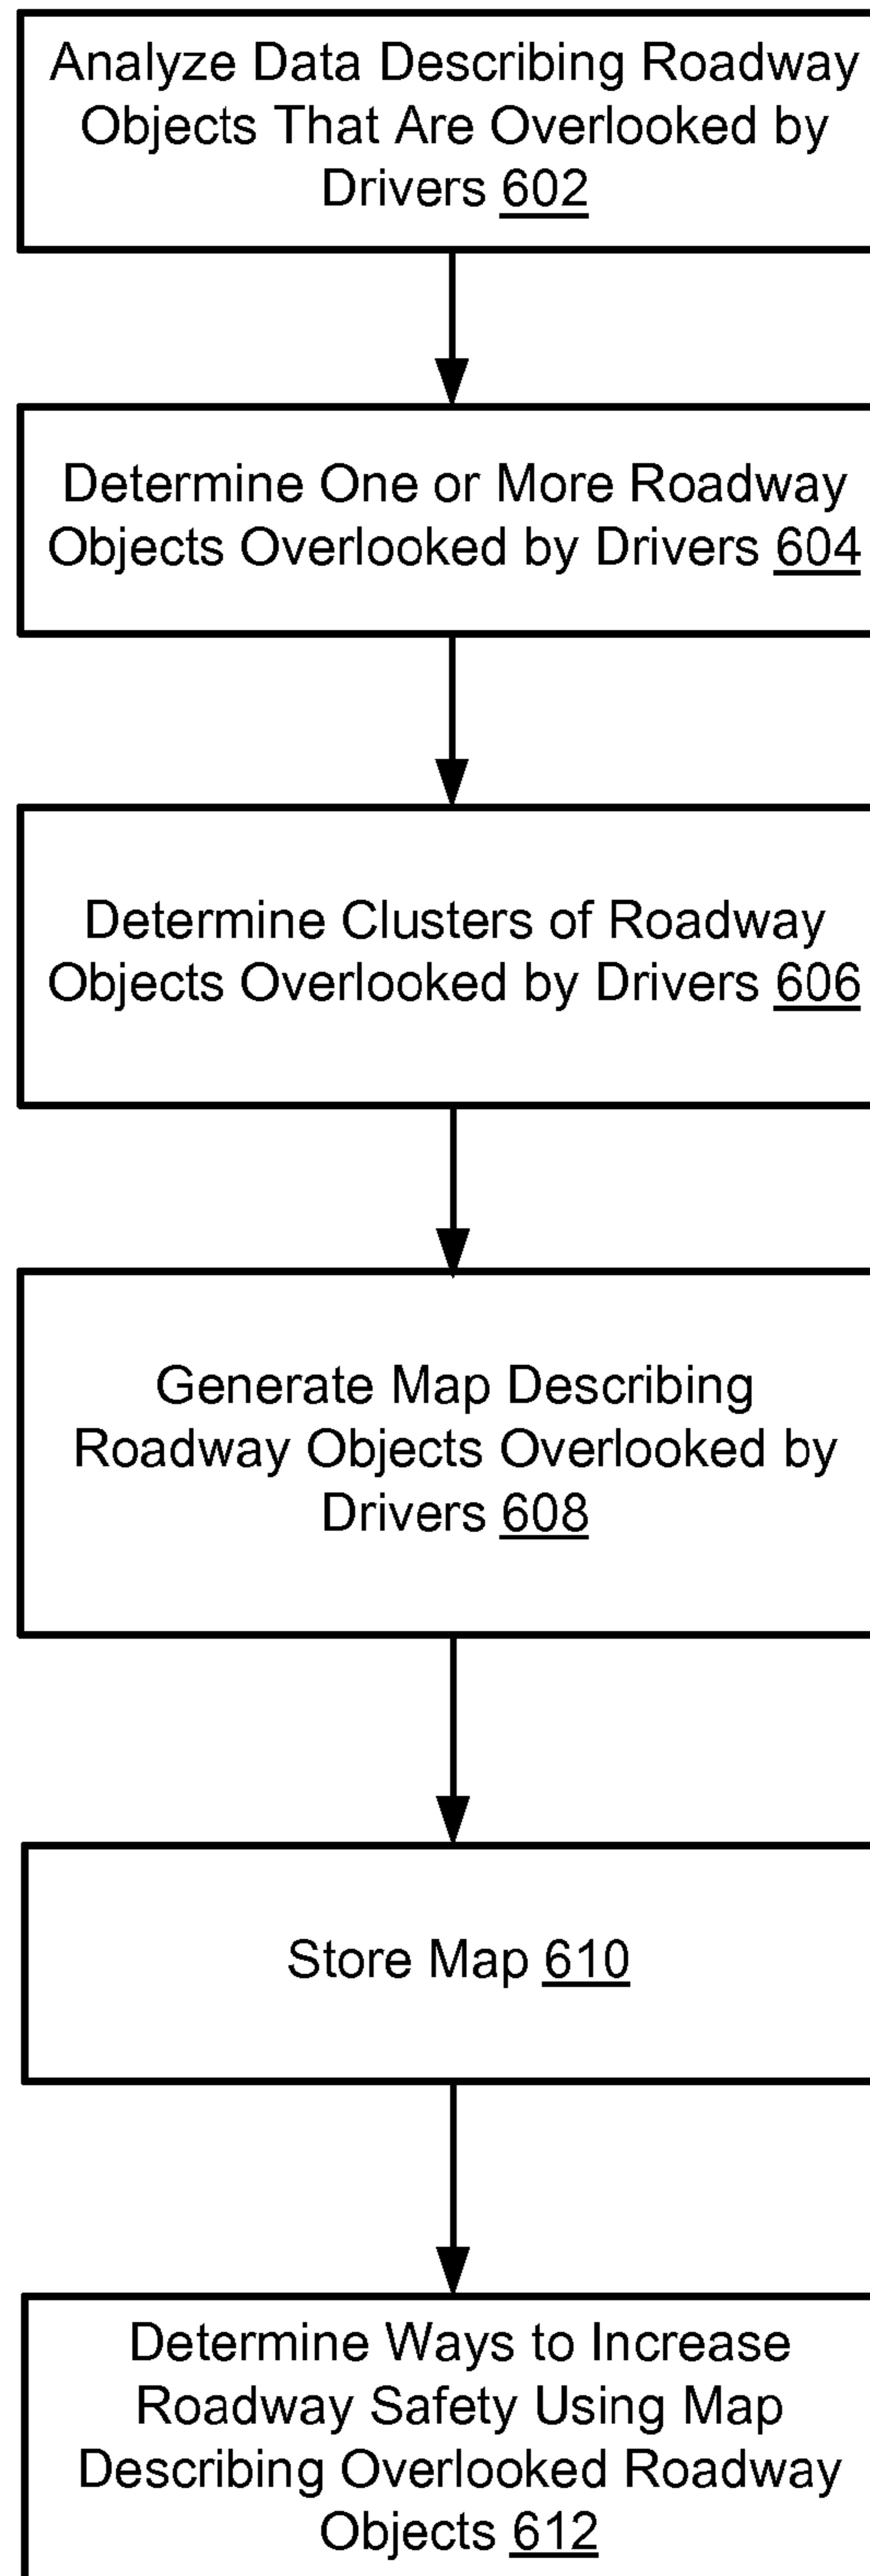 Analyze Data Describing Roadway
Objects That Are Overlooked by
Drivers 602
Determine One or More Roadway
Objects Overlooked by Drivers 604
Determine Clusters of Roadway
Objects Overlooked by Drivers 606
Generate Map Describing
Roadway Objects Overlooked by
Drivers 608
Store Map 610
Determine Ways to Increase
Roadway Safety Using Map
Describing Overlooked Roadway
Objects 612